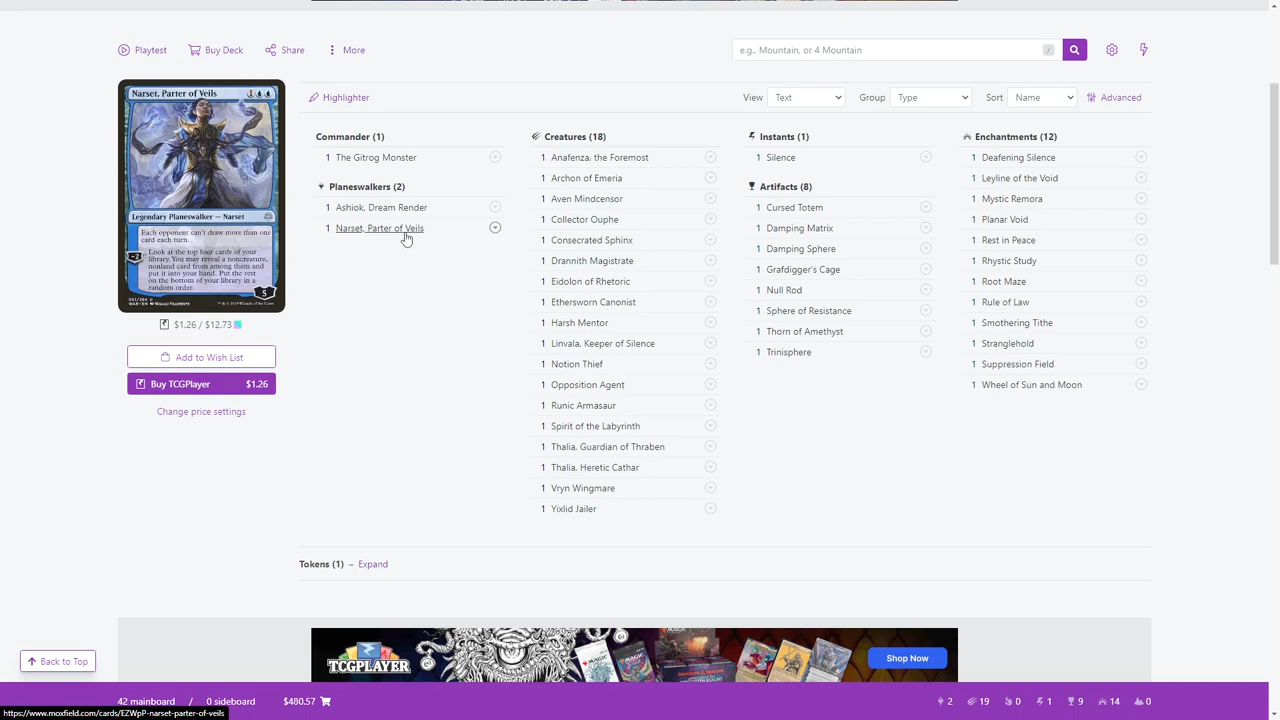 Playtest
Buy Deck
Share
More
e.g., Mountain, or 4 Mountain
/
Narset, Parter of Veils
1
Legendary Planeswalker — Narset
Each opponent can't draw more than
one card each turn.
−2
Look at the top four cards of your
library. You may reveal a noncreature,
nonland card from among them and
put it into your hand. Put the rest
on the bottom of your library in a
random order.
5
$1.26 / $12.73
Add to Wish List
Buy TCGPlayer $1.26
Change price settings
Highlighter
View Text
Group Type
Sort Name
Advanced
Commander (1)
1 The Gitrog Monster
Planeswalkers (2)
1 Ashiok, Dream Render
1 Narset, Parter of Veils
Creatures (18)
1 Anafenza, the Foremost
1 Archon of Emeria
1 Aven Mindcensor
1 Collector Ouphe
1 Consecrated Sphinx
1 Drannith Magistrate
1 Eidolon of Rhetoric
1 Ethersworn Canonist
1 Harsh Mentor
1 Linvala, Keeper of Silence
1 Notion Thief
1 Opposition Agent
1 Runic Armasaur
1 Spirit of the Labyrinth
1 Thalia, Guardian of Thraben
1 Thalia, Heretic Cathar
1 Vryn Wingmare
1 Yixlid Jailer
Instants (1)
1 Silence
Artifacts (8)
1 Cursed Totem
1 Damping Matrix
1 Damping Sphere
1 Grafdigger's Cage
1 Null Rod
1 Sphere of Resistance
1 Thorn of Amethyst
1 Trinisphere
Enchantments (12)
1 Deafening Silence
1 Leyline of the Void
1 Mystic Remora
1 Planar Void
1 Rest in Peace
1 Rhystic Study
1 Root Maze
1 Rule of Law
1 Smothering Tithe
1 Stranglehold
1 Suppression Field
1 Wheel of Sun and Moon
Tokens (1) – Expand
TCGPLAYER
Shop Now
Back to Top
42 mainboard / 0 sideboard $480.57
2 19 0 1 9 14 0
https://www.moxfield.com/cards/EZWpP-narset-parter-of-veils